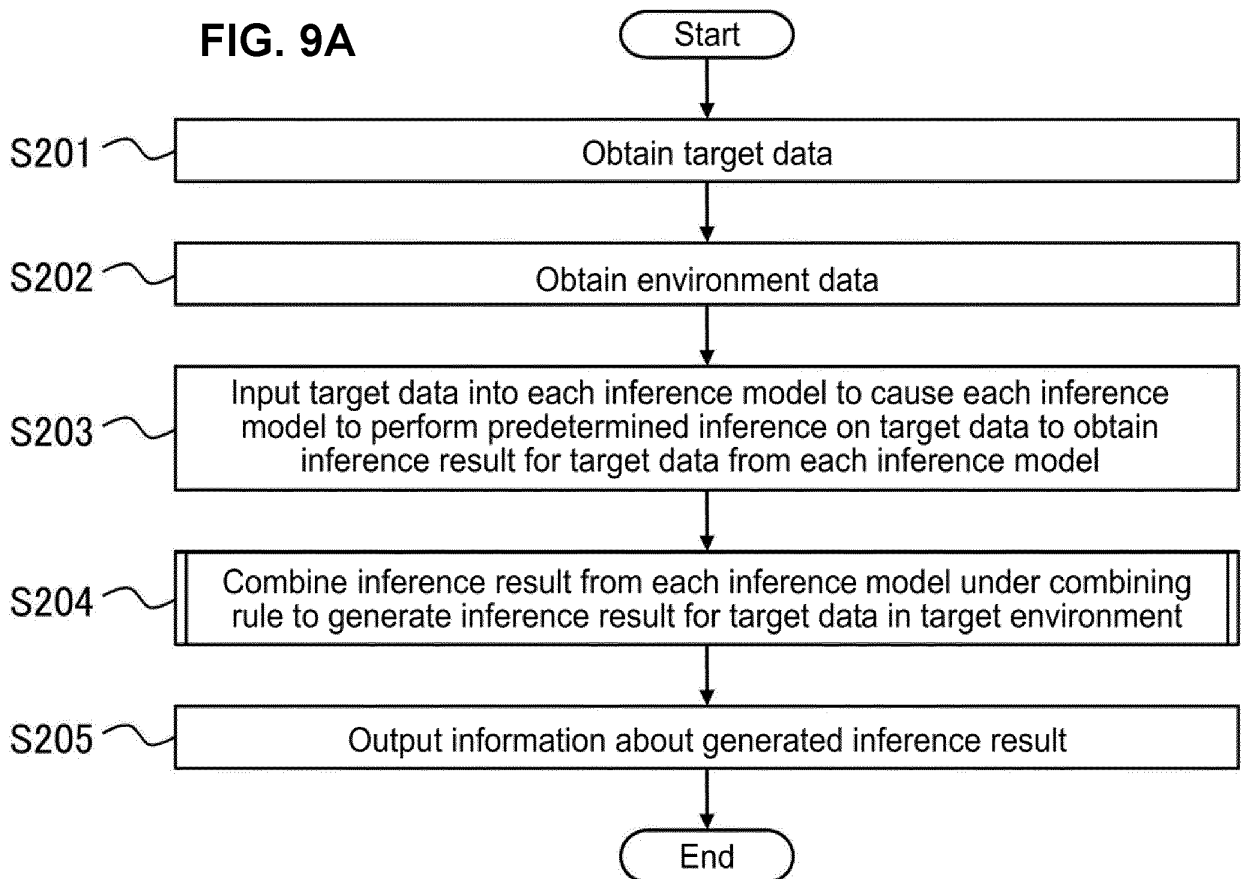 FIG. 9A
Start
S201
Obtain target data
S202
Obtain environment data
S203
Input target data into each inference model to cause each inference
model to perform predetermined inference on target data to obtain
inference result for target data from each inference model
S204
Combine inference result from each inference model under combining
rule to generate inference result for target data in target environment
S205
Output information about generated inference result
End